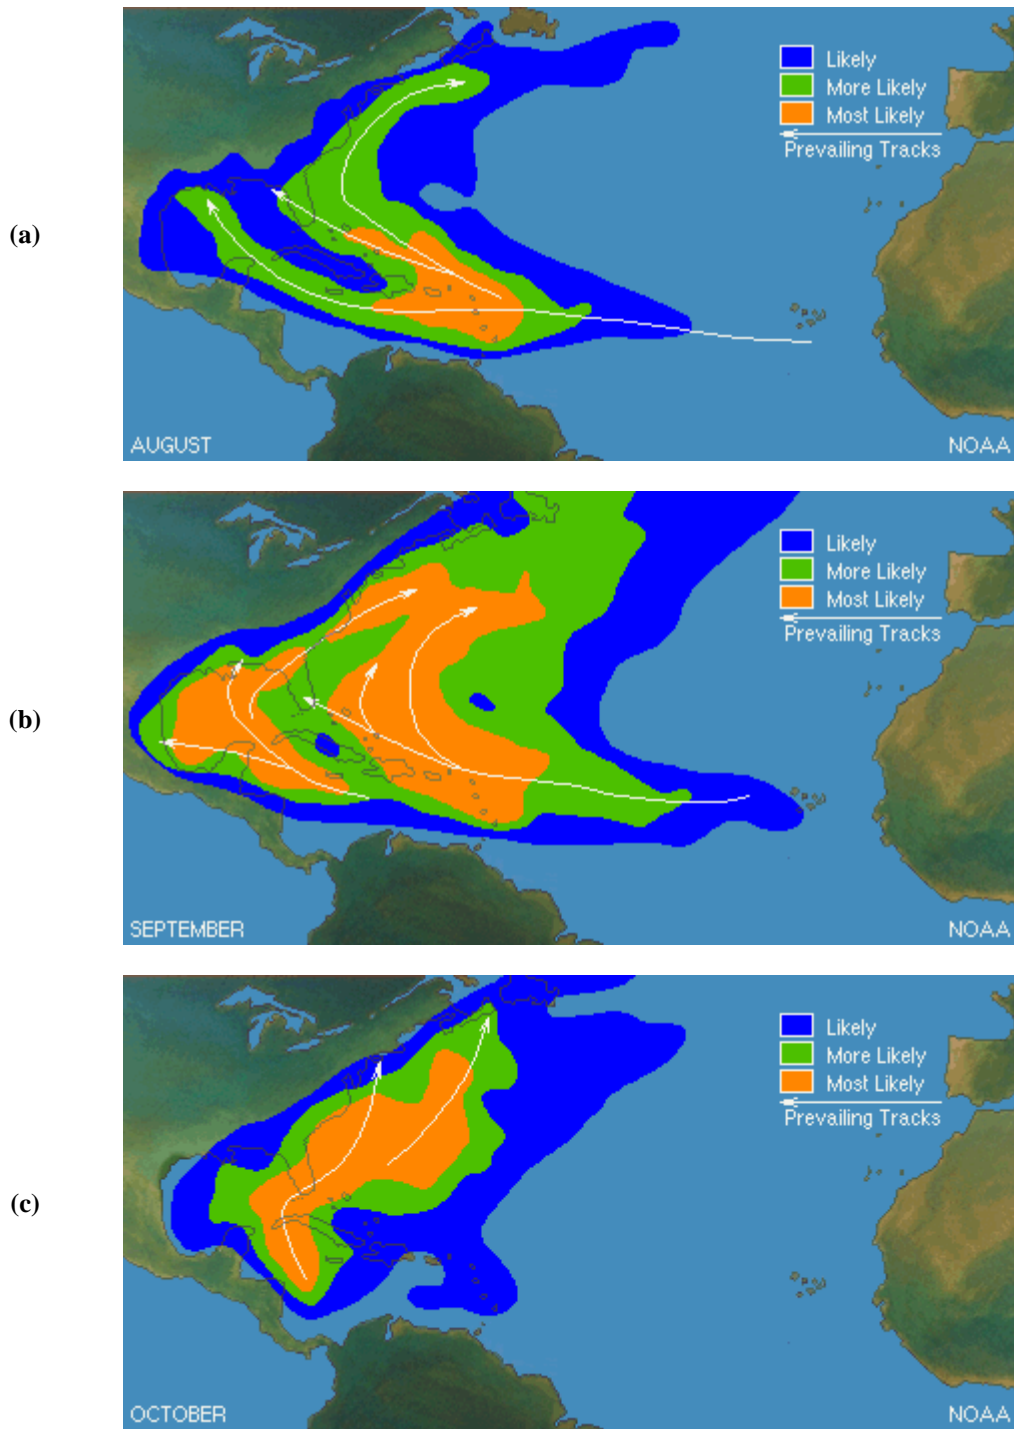 (a)
Likely
More Likely
Most Likely
Prevailing Tracks
AUGUST
NOAA
(b)
Likely
More Likely
Most Likely
Prevailing Tracks
SEPTEMBER
NOAA
(c)
Likely
More Likely
Most Likely
Prevailing Tracks
OCTOBER
NOAA